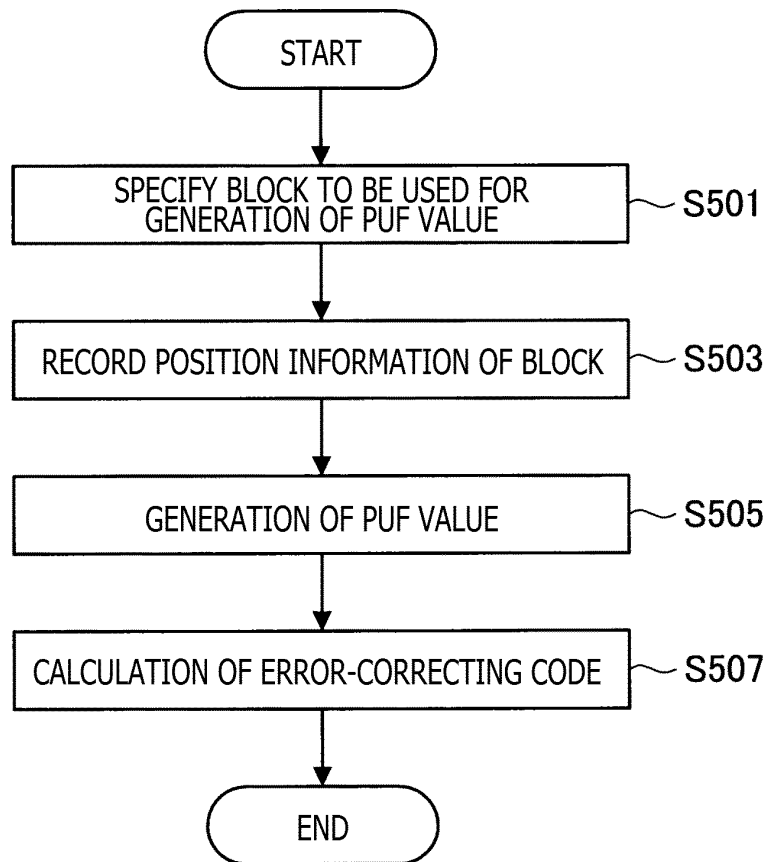 START
SPECIFY BLOCK TO BE USED FOR
GENERATION OF PUF VALUE
S501
RECORD POSITION INFORMATION OF BLOCK
S503
GENERATION OF PUF VALUE
S505
CALCULATION OF ERROR-CORRECTING CODE
S507
END